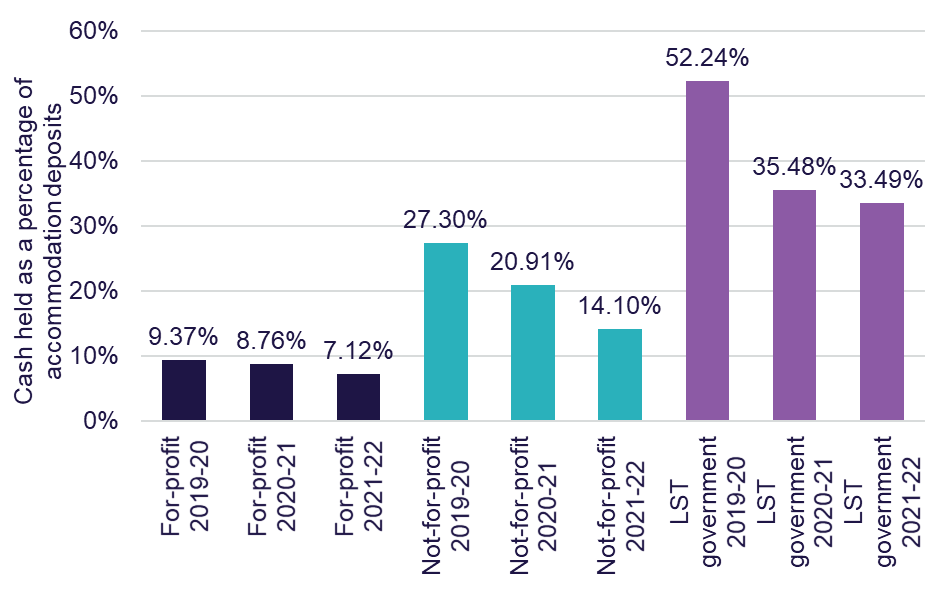 Cash held as a percentage of
accommodation deposits
60%
50%
40%
30%
20%
10%
0%
9.37%
8.76%
7.12%
27.30%
20.91%
14.10%
52.24%
35.48%
33.49%
For-profit
2019-20
For-profit
2020-21
For-profit
2021-22
Not-for-profit
2019-20
Not-for-profit
2020-21
Not-for-profit
2021-22
LST
government
2019-20
LST
government
2020-21
LST
government
2021-22